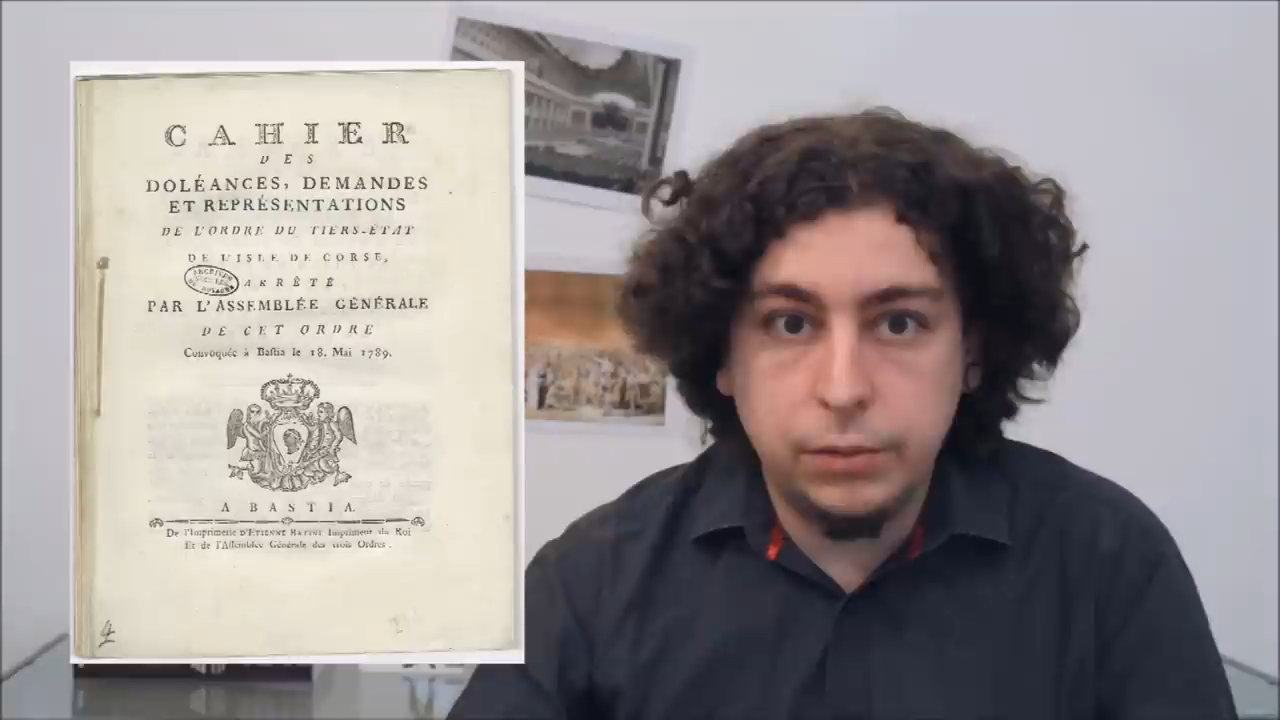 CAHIER
DES
DOLÉANCES, DEMANDES
ET REPRÉSENTATIONS
DE L'ORDRE DU TIERS-ÉTAT
DE L'ISLE DE CORSE,
ARRÊTÉ
PAR L'ASSEMBLÉE GÉNÉRALE
DE CET ORDRE
Convoquée à Bastia le 18. Mai 1789.
A BASTIA.
De l'Imprimerie D'ETIENNE BATINI Imprimeur du Roi
Et de l'Assemblée Générale des trois Ordres.